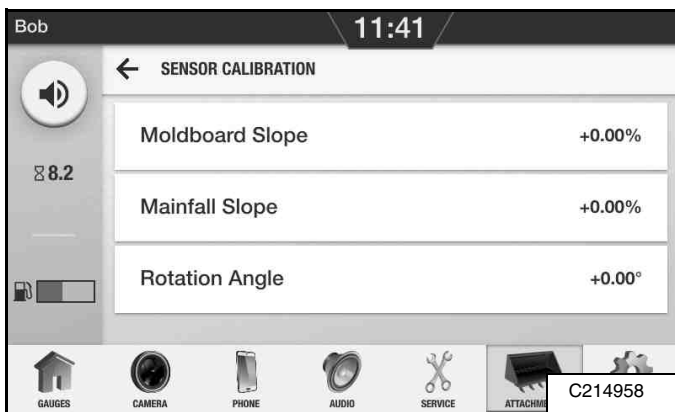 Bob
11:41
SENSOR CALIBRATION
Moldboard Slope +0.00%
8.2
Mainfall Slope +0.00%
Rotation Angle +0.00°
GAUGES CAMERA PHONE AUDIO SERVICE ATTACHME
C214958